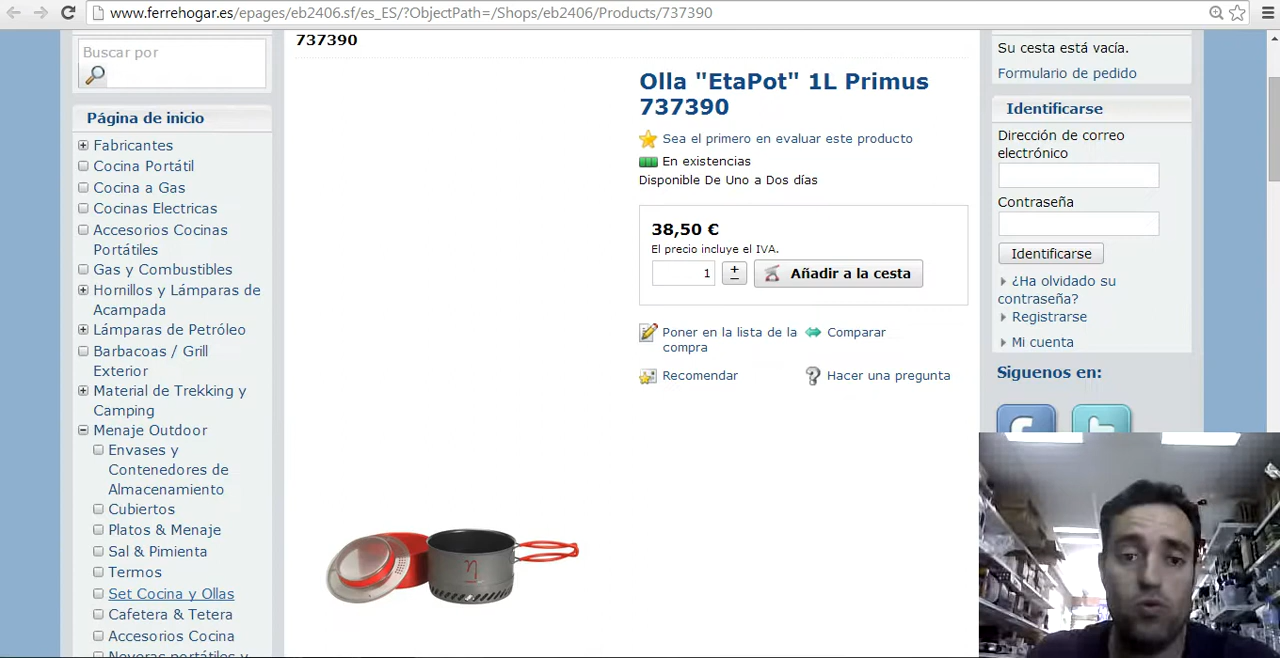 www.ferrehogar.es/epages/eb2406.sf/es_ES/?ObjectPath=/Shops/eb2406/Products/737390
Buscar por
Página de inicio
Fabricantes
Cocina Portátil
Cocina a Gas
Cocinas Electricas
Accesorios Cocinas
Portátiles
Gas y Combustibles
Hornillos y Lámparas de
Acampada
Lámparas de Petróleo
Barbacoas / Grill
Exterior
Material de Trekking y
Camping
Menaje Outdoor
Envases y
Contenedores de
Almacenamiento
Cubiertos
Platos & Menaje
Sal & Pimienta
Termos
Set Cocina y Ollas
Cafetera & Tetera
Accesorios Cocina
Neveras portátiles y
737390
Olla "EtaPot" 1L Primus
737390
Sea el primero en evaluar este producto
En existencias
Disponible De Uno a Dos días
38,50 €
El precio incluye el IVA.
1
Añadir a la cesta
Poner en la lista de la
compra
Comparar
Recomendar
Hacer una pregunta
η
Su cesta está vacía.
Formulario de pedido
Identificarse
Dirección de correo
electrónico
Contraseña
Identificarse
¿Ha olvidado su
contraseña?
Registrarse
Mi cuenta
Siguenos en: